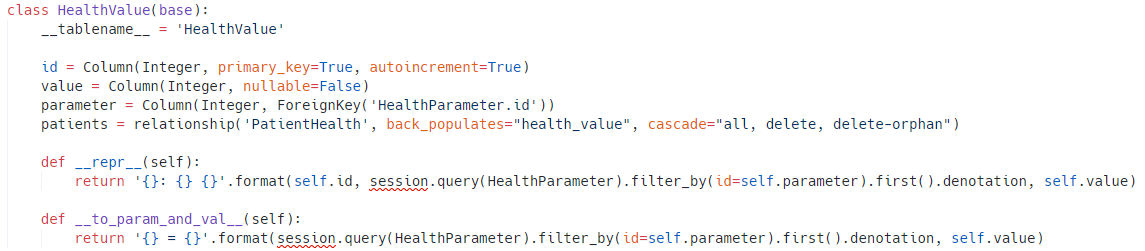 class HealthValue(base):
    __tablename__ = 'HealthValue'

    id = Column(Integer, primary_key=True, autoincrement=True)
    value = Column(Integer, nullable=False)
    parameter = Column(Integer, ForeignKey('HealthParameter.id'))
    patients = relationship('PatientHealth', back_populates="health_value", cascade="all, delete, delete-orphan")

    def __repr__(self):
        return '{}: {} {}'.format(self.id, session.query(HealthParameter).filter_by(id=self.parameter).first().denotation, self.value)

    def __to_param_and_val__(self):
        return '{} = {}'.format(session.query(HealthParameter).filter_by(id=self.parameter).first().denotation, self.value)